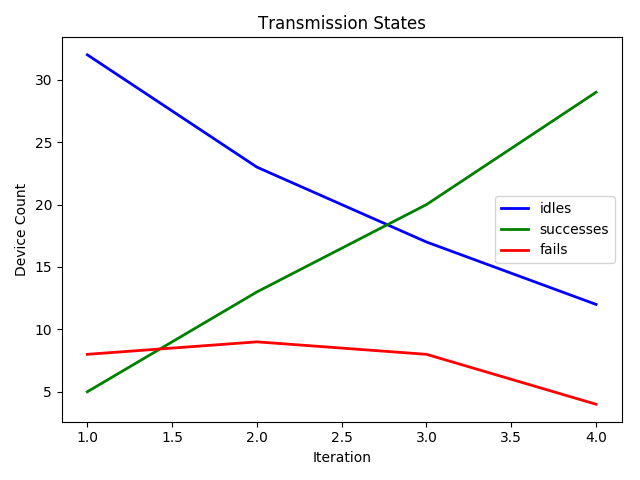 Transmission States
Device Count
30
25
20
15
10
5
idles
successes
fails
1.0 1.5 2.0 2.5 3.0 3.5 4.0
Iteration